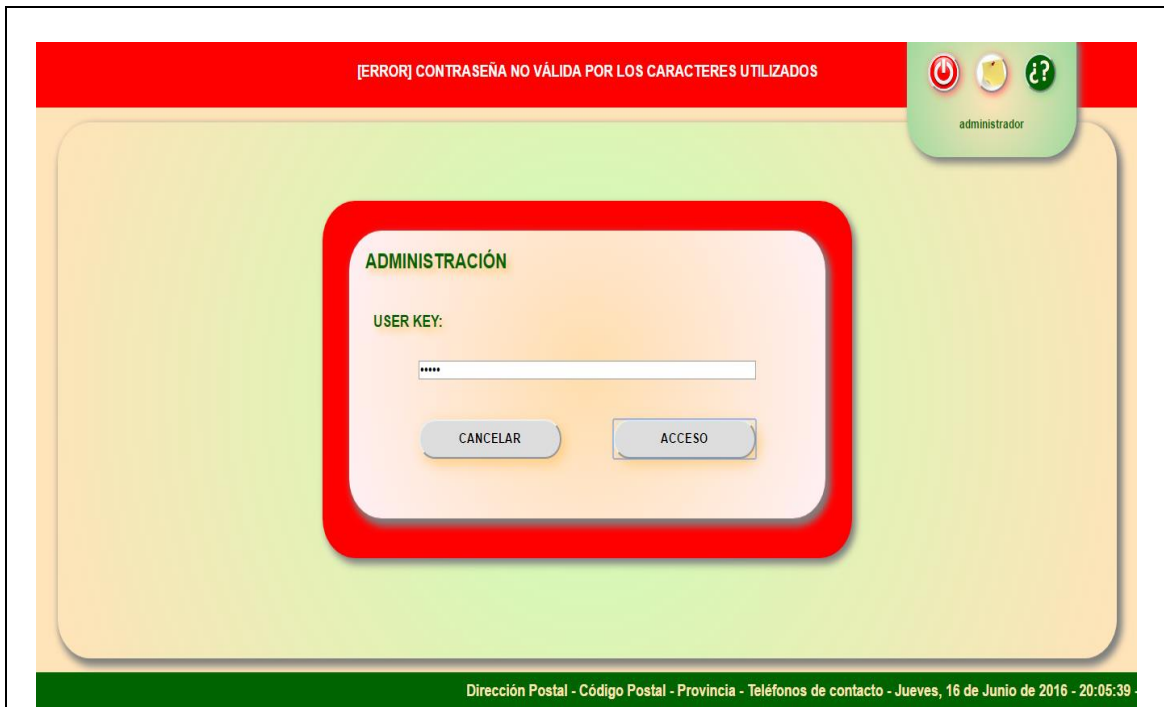 [ERROR] CONTRASEÑA NO VÁLIDA POR LOS CARACTERES UTILIZADOS
¿?
administrador
ADMINISTRACIÓN
USER KEY:
•••••
CANCELAR
ACCESO
Dirección Postal - Código Postal - Provincia - Teléfonos de contacto - Jueves, 16 de Junio de 2016 - 20:05:39 -